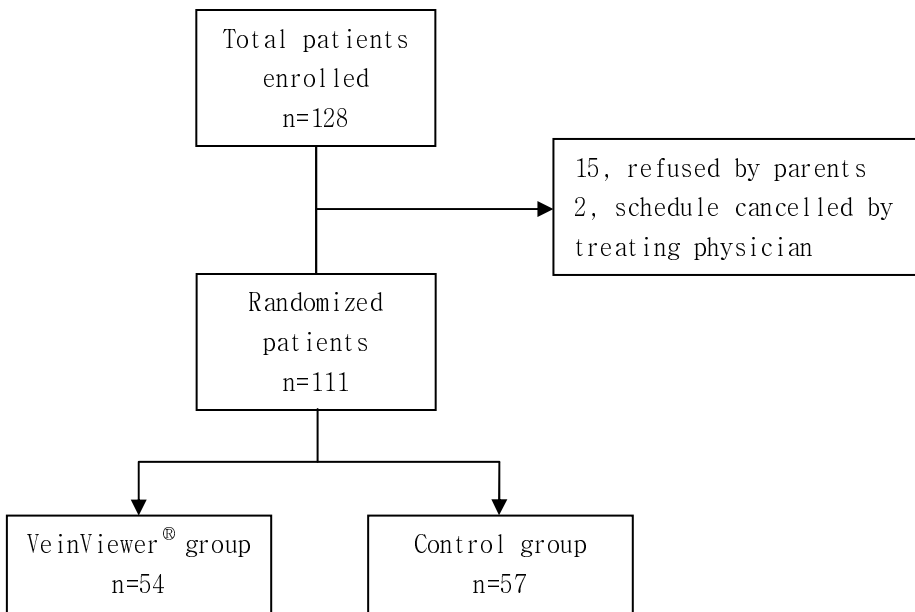 Total patients
enrolled
n=128
15, refused by parents
2, schedule cancelled by
treating physician
Randomized
patients
n=111
VeinViewer® group
n=54
Control group
n=57